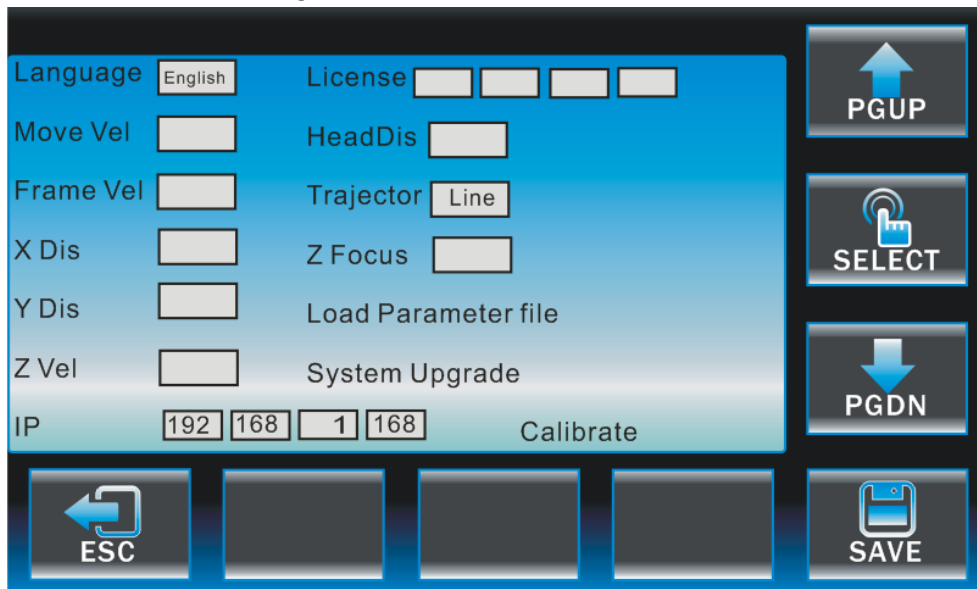 Language English License
Move Vel HeadDis
Frame Vel Trajector Line
X Dis Z Focus
Y Dis Load Parameter file
Z Vel System Upgrade
IP 192 168 1 168 Calibrate
PGUP
SELECT
PGDN
ESC SAVE